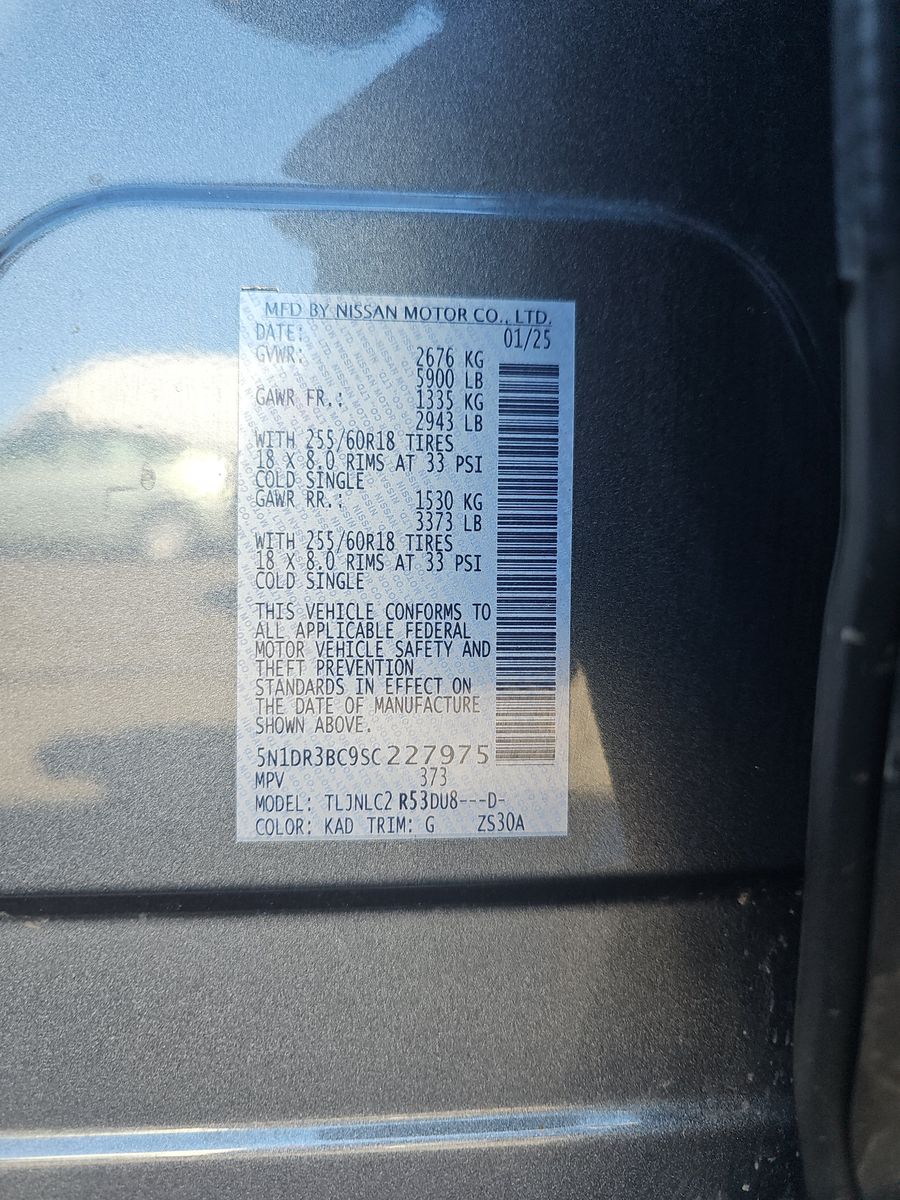 MFD BY NISSAN MOTOR CO., LTD.
DATE: 01/25
GVWR: 2676 KG
5900 LB
GAWR FR.: 1335 KG
2943 LB
WITH 255/60R18 TIRES
18 X 8.0 RIMS AT 33 PSI
COLD SINGLE
GAWR RR.: 1530 KG
3373 LB
WITH 255/60R18 TIRES
18 X 8.0 RIMS AT 33 PSI
COLD SINGLE
THIS VEHICLE CONFORMS TO
ALL APPLICABLE FEDERAL
MOTOR VEHICLE SAFETY AND
THEFT PREVENTION
STANDARDS IN EFFECT ON
THE DATE OF MANUFACTURE
SHOWN ABOVE.
5N1DR3BC9SC227975
MPV 373
MODEL: TLJNLC2 R53DU8---D-
COLOR: KAD TRIM: G ZS30A